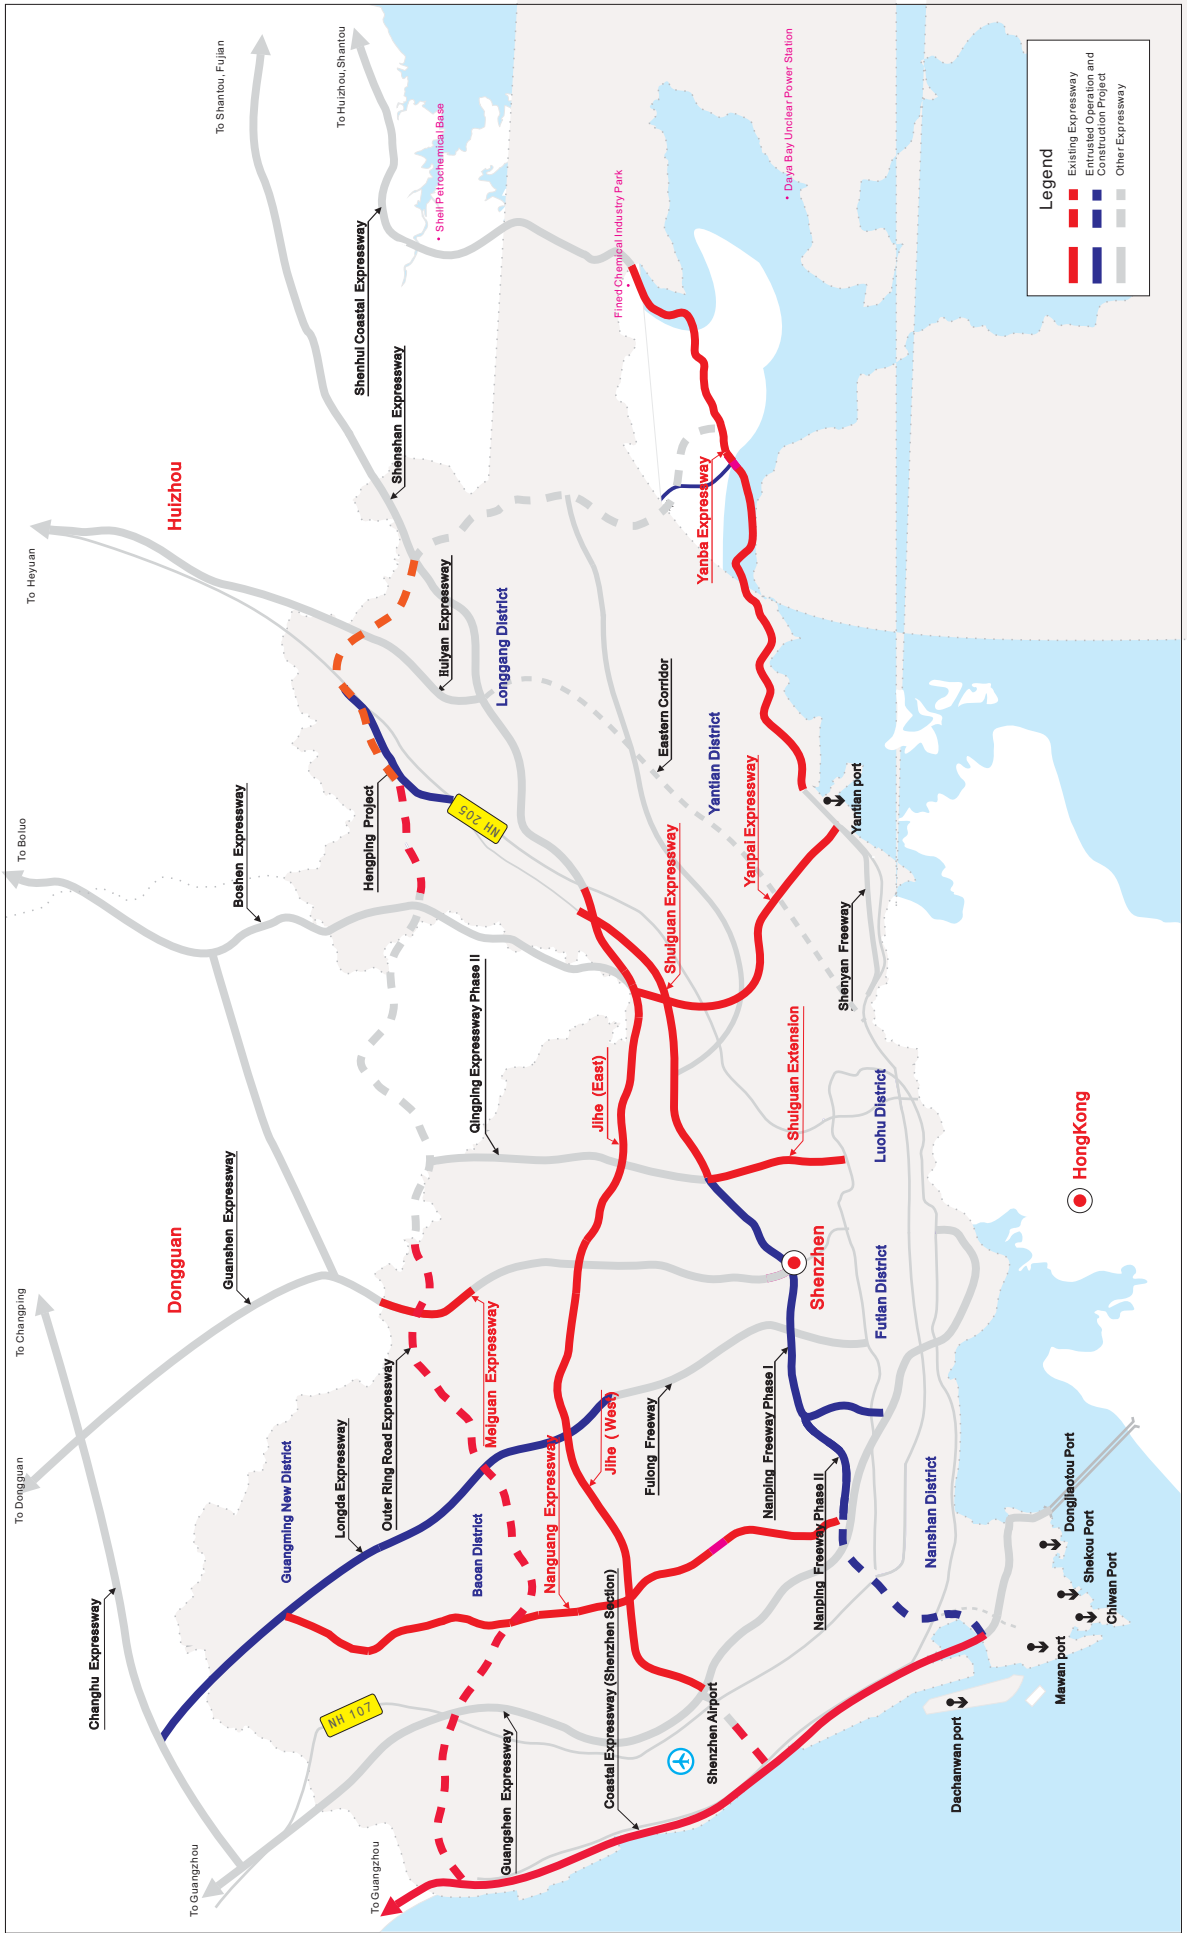 To Guangzhou
To Guangzhou
To Dongguan
To Changping
To Boluo
To Heyuan
To Shantou, Fujian
To Huizhou, Shantou
Changhu Expressway
Guanshen Expressway
Boshen Expressway
Dongguan
Huizhou
Guangming New District
Longda Expressway
Outer Ring Road Expressway
Hengping Project
Shenhui Coastal Expressway
Shenshan Expressway
Huiyan Expressway
Shell Petrochemical Base
NH 107
NH 205
Baoan District
Meiguan Expressway
Qingping Expressway Phase II
Longgang District
Guangshen Expressway
Nanguang Expressway
Jihe ( West)
Jihe (East)
Fined Chemical Industry Park
Coastal Expressway (Shenzhen Section)
Fulong Freeway
Shuiguan Expressway
Eastern Corridor
Yanba Expressway
Shenzhen Airport
Yantian District
Yanpai Expressway
Nanping Freeway Phase I
Nanping Freeway Phase II
Shuiguan Extension
Daya Bay Unclear Power Station
Shenzhen
Shenyan Freeway
Yantian port
Futian District
Luohu District
Nanshan District
Dachanwan port
Mawan port
Chiwan Port
Shekou Port
Dongjiaotou Port
HongKong
Legend
Existing Expressway
Entrusted Operation and
Construction Project
Other Expressway